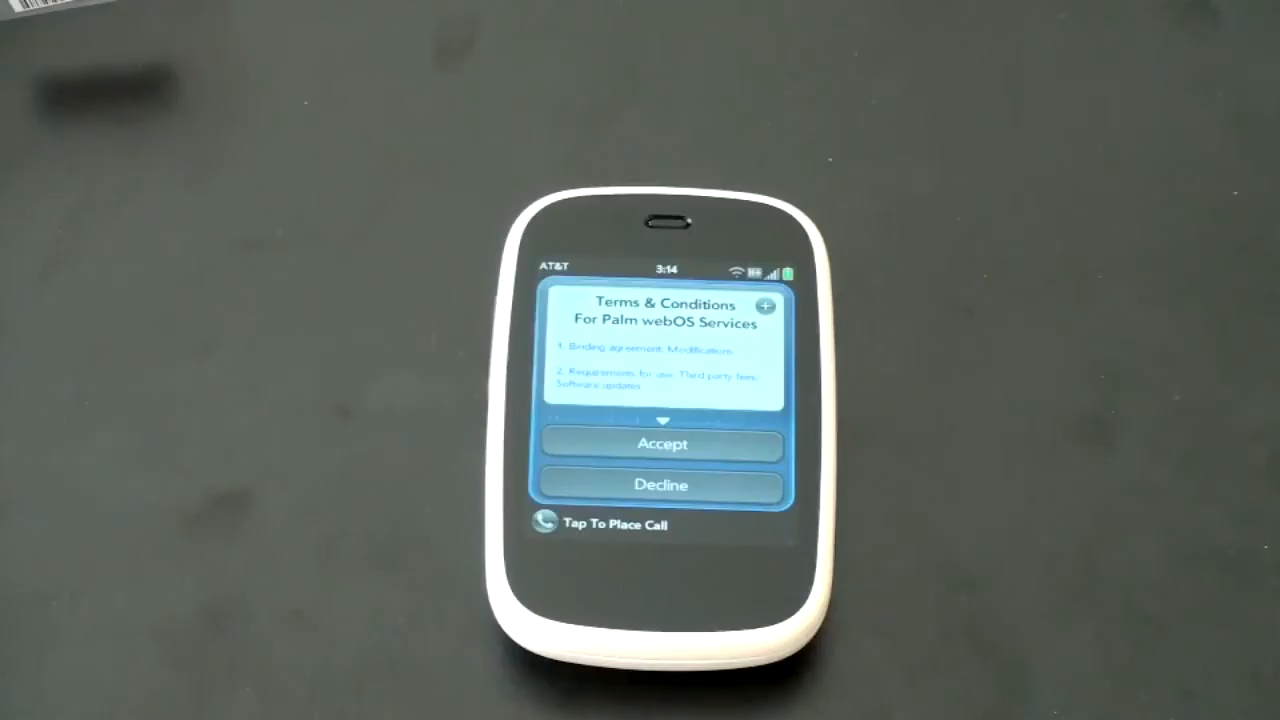 AT&T 3:14
Terms & Conditions
For Palm webOS Services
1. Binding agreement; Modifications
2. Requirements for use; Third party fees;
Software updates
Accept
Decline
Tap To Place Call